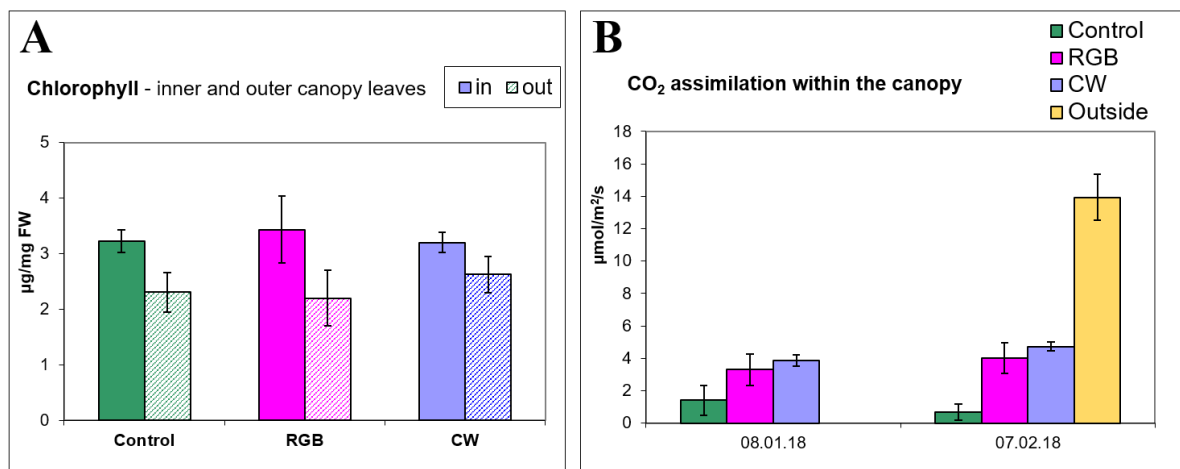 A
Chlorophyll - inner and outer canopy leaves
in out
5
4
3
2
1
0
µg/mg FW
Control RGB CW
B
Control
RGB
CW
Outside
CO₂ assimilation within the canopy
18
16
14
12
10
8
6
4
2
0
µmol/m²/s
08.01.18 07.02.18